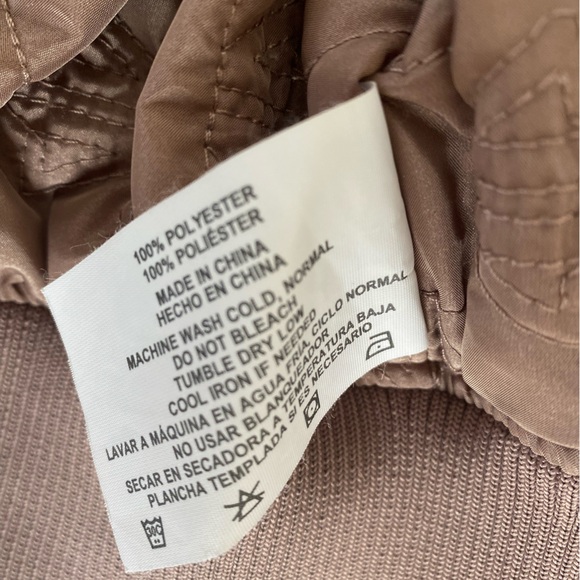 100% POLYESTER
100% POLIÉSTER
MADE IN CHINA
HECHO EN CHINA
MACHINE WASH COLD, NORMAL
DO NOT BLEACH
TUMBLE DRY LOW
COOL IRON IF NEEDED
LAVAR A MÁQUINA EN AGUA FRIA, CICLO NORMAL
NO USAR BLANQUEADOR
SECAR EN SECADORA A TEMPERATURA BAJA
PLANCHA TEMPLADA SI ES NECESARIO
30C